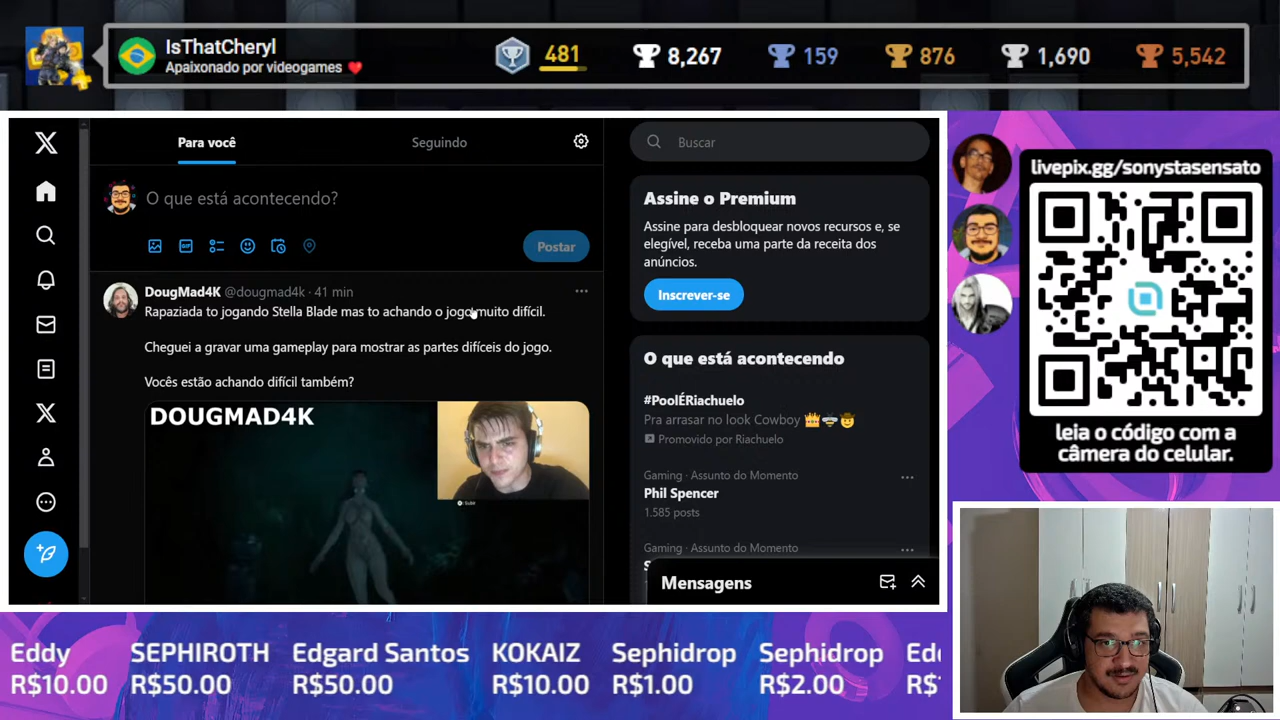 IsThatCheryl
Apaixonado por videogames ❤️
481
8,267
159
876
1,690
5,542
Para você
Seguindo
O que está acontecendo?
Postar
DougMad4K @dougmad4k · 41 min
Rapaziada to jogando Stella Blade mas to achando o jogo muito difícil.
Cheguei a gravar uma gameplay para mostrar as partes difíceis do jogo.
Vocês estão achando difícil também?
DOUGMAD4K
Buscar
Assine o Premium
Assine para desbloquear novos recursos e, se
elegível, receba uma parte da receita dos
anúncios.
Inscrever-se
O que está acontecendo
#PoolÉRiachuelo
Pra arrasar no look Cowboy 👑🐝🤠
Promovido por Riachuelo
Gaming · Assunto do Momento
Phil Spencer
1.585 posts
Gaming · Assunto do Momento
Mensagens
livepix.gg/sonystasensato
leia o código com a
câmera do celular.
Eddy SEPHIROTH Edgard Santos KOKAIZ Sephidrop Sephidrop
R$10.00 R$50.00 R$50.00 R$10.00 R$1.00 R$2.00